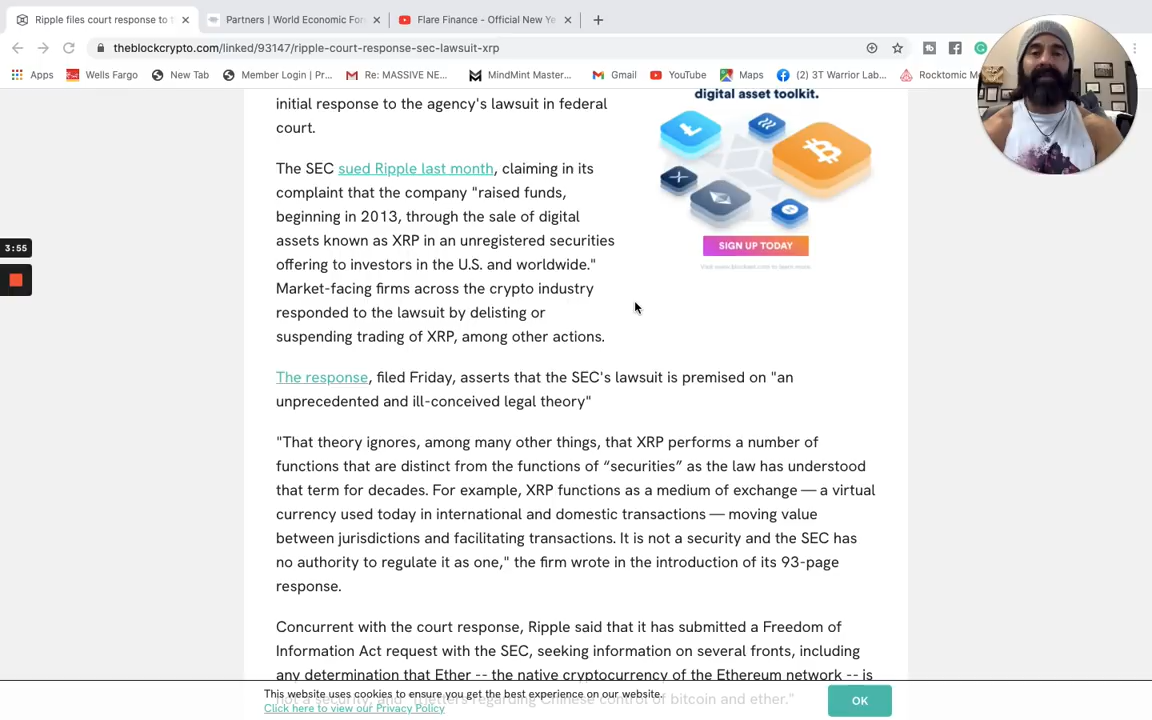 Ripple files court response to t
Partners | World Economic For
Flare Finance - Official New Ye
theblockcrypto.com/linked/93147/ripple-court-response-sec-lawsuit-xrp
Apps
Wells Fargo
New Tab
Member Login | Pr...
Re: MASSIVE NE...
MindMint Master...
Gmail
YouTube
Maps
(2) 3T Warrior Lab...
Rocktomic M
initial response to the agency's lawsuit in federal
court.
The SEC sued Ripple last month, claiming in its
complaint that the company "raised funds,
beginning in 2013, through the sale of digital
assets known as XRP in an unregistered securities
offering to investors in the U.S. and worldwide."
Market-facing firms across the crypto industry
responded to the lawsuit by delisting or
suspending trading of XRP, among other actions.
digital asset toolkit.
SIGN UP TODAY
3:55
The response, filed Friday, asserts that the SEC's lawsuit is premised on "an
unprecedented and ill-conceived legal theory"
"That theory ignores, among many other things, that XRP performs a number of
functions that are distinct from the functions of “securities” as the law has understood
that term for decades. For example, XRP functions as a medium of exchange — a virtual
currency used today in international and domestic transactions — moving value
between jurisdictions and facilitating transactions. It is not a security and the SEC has
no authority to regulate it as one," the firm wrote in the introduction of its 93-page
response.
Concurrent with the court response, Ripple said that it has submitted a Freedom of
Information Act request with the SEC, seeking information on several fronts, including
any determination that Ether -- the native cryptocurrency of the Ethereum network -- is
not a security, and "matters regarding Chinese control of bitcoin and ether."
This website uses cookies to ensure you get the best experience on our website.
Click here to view our Privacy Policy
OK